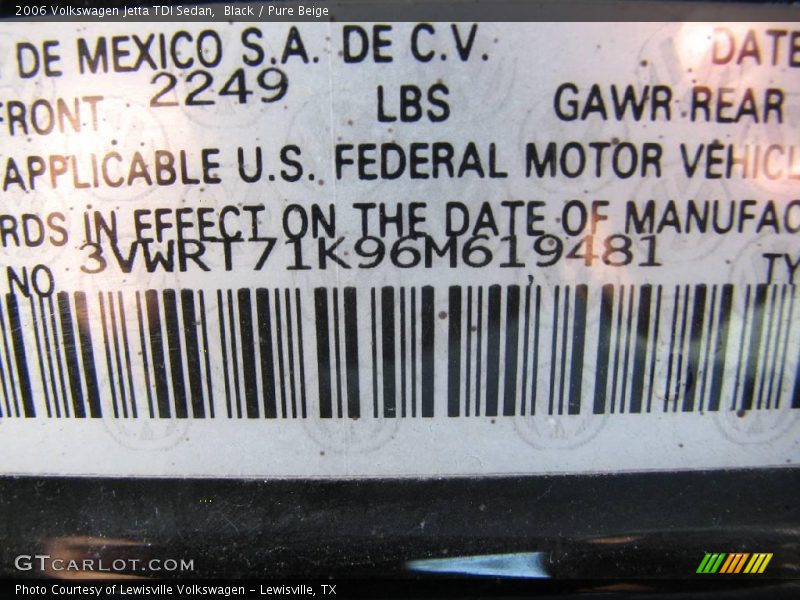 2006 Volkswagen Jetta TDI Sedan,  Black / Pure Beige
DE MEXICO S.A. DE C.V. DATE
FRONT 2249 LBS GAWR REAR
APPLICABLE U.S. FEDERAL MOTOR VEHICL
RDS IN EFFECT ON THE DATE OF MANUFAC
NO 3VWRT71K96M619481 TY
GTCARLOT.COM
Photo Courtesy of Lewisville Volkswagen - Lewisville, TX